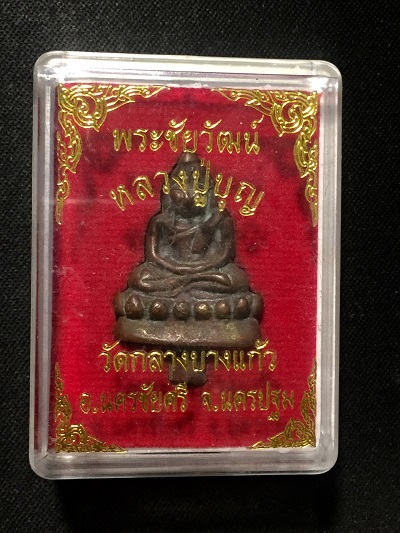 พระชัยวัฒน์
หลวงปู่บุญ
วัดกลางบางแก้ว
อ.นครชัยศรี จ.นครปฐม